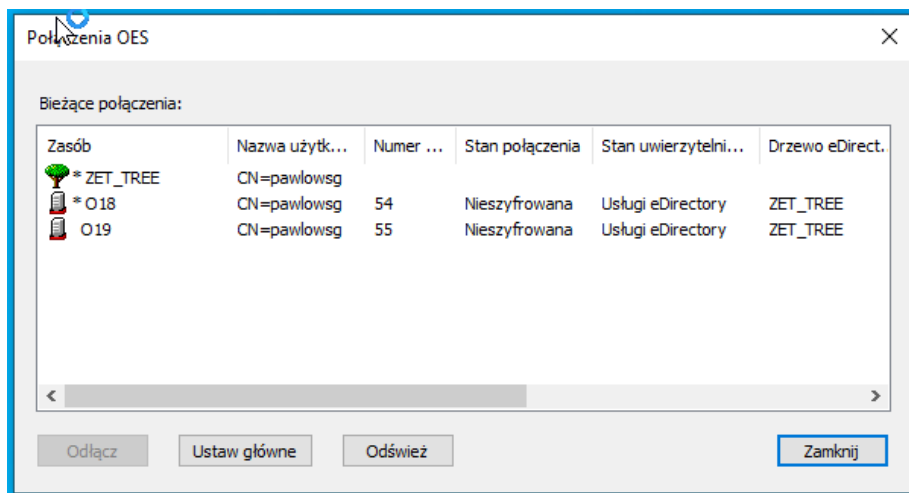 Połączenia OES
Bieżące połączenia:
Zasób Nazwa użytk... Numer ... Stan połączenia Stan uwierzytelni... Drzewo eDirect...
* ZET_TREE CN=pawlowsg
* O18 CN=pawlowsg 54 Nieszyfrowana Usługi eDirectory ZET_TREE
O19 CN=pawlowsg 55 Nieszyfrowana Usługi eDirectory ZET_TREE
Odłącz Ustaw główne Odśwież Zamknij